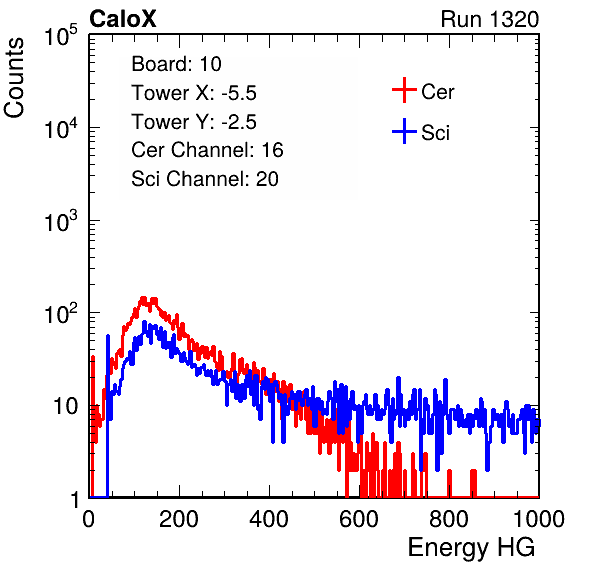 CaloX Run 1320
Counts
10^5
10^4
10^3
10^2
10
1
Board: 10
Tower X: -5.5
Tower Y: -2.5
Cer Channel: 16
Sci Channel: 20
Cer
Sci
0 200 400 600 800 1000
Energy HG